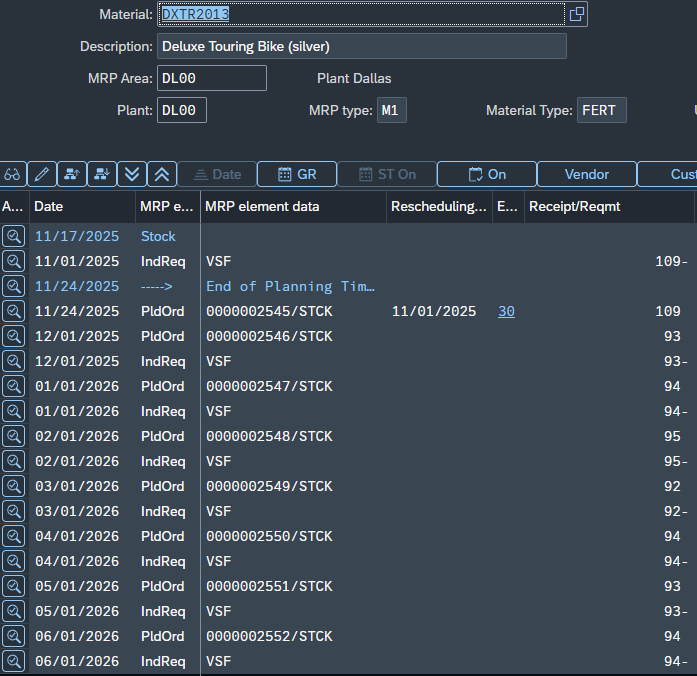 Material: DXTR2013
Description: Deluxe Touring Bike (silver)
MRP Area: DL00 Plant Dallas
Plant: DL00 MRP type: M1 Material Type: FERT
Date GR ST On On Vendor Cust
A... Date MRP e... MRP element data Rescheduling... E... Receipt/Reqmt
11/17/2025 Stock
11/01/2025 IndReq VSF 109-
11/24/2025 -----> End of Planning Tim…
11/24/2025 PldOrd 0000002545/STCK 11/01/2025 30 109
12/01/2025 PldOrd 0000002546/STCK 93
12/01/2025 IndReq VSF 93-
01/01/2026 PldOrd 0000002547/STCK 94
01/01/2026 IndReq VSF 94-
02/01/2026 PldOrd 0000002548/STCK 95
02/01/2026 IndReq VSF 95-
03/01/2026 PldOrd 0000002549/STCK 92
03/01/2026 IndReq VSF 92-
04/01/2026 PldOrd 0000002550/STCK 94
04/01/2026 IndReq VSF 94-
05/01/2026 PldOrd 0000002551/STCK 93
05/01/2026 IndReq VSF 93-
06/01/2026 PldOrd 0000002552/STCK 94
06/01/2026 IndReq VSF 94-